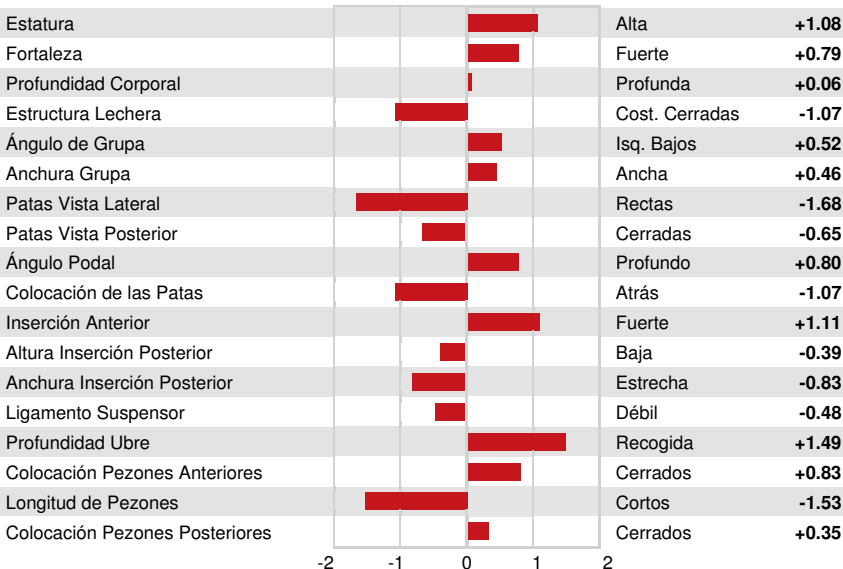 Estatura Alta +1.08
Fortaleza Fuerte +0.79
Profundidad Corporal Profunda +0.06
Estructura Lechera Cost. Cerradas -1.07
Ángulo de Grupa Isq. Bajos +0.52
Anchura Grupa Ancha +0.46
Patas Vista Lateral Rectas -1.68
Patas Vista Posterior Cerradas -0.65
Ángulo Podal Profundo +0.80
Colocación de las Patas Atrás -1.07
Inserción Anterior Fuerte +1.11
Altura Inserción Posterior Baja -0.39
Anchura Inserción Posterior Estrecha -0.83
Ligamento Suspensor Débil -0.48
Profundidad Ubre Recogida +1.49
Colocación Pezones Anteriores Cerrados +0.83
Longitud de Pezones Cortos -1.53
Colocación Pezones Posteriores Cerrados +0.35
-2 -1 0 1 2